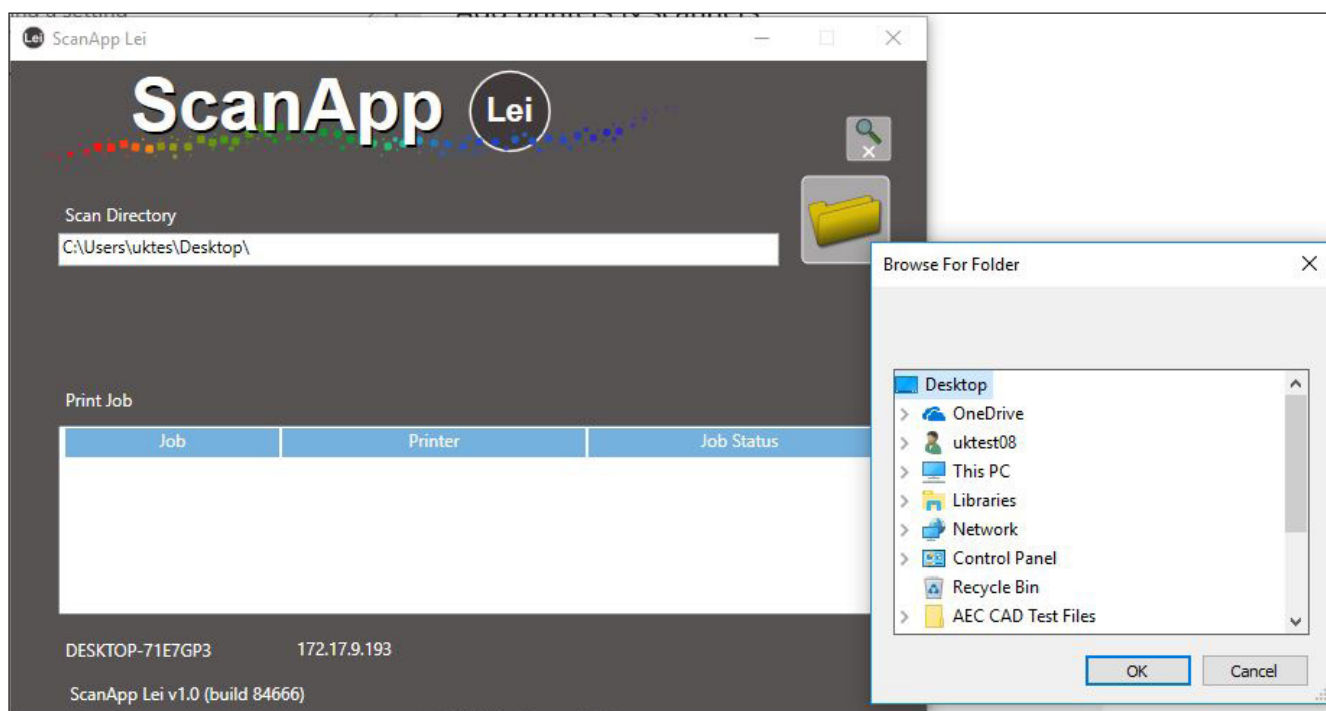 Lei ScanApp Lei
ScanApp Lei
Scan Directory
C:\Users\uktes\Desktop\
Print Job
Job Printer Job Status
DESKTOP-71E7GP3 172.17.9.193
ScanApp Lei v1.0 (build 84666)
Browse For Folder
Desktop
OneDrive
uktest08
This PC
Libraries
Network
Control Panel
Recycle Bin
AEC CAD Test Files
OK Cancel